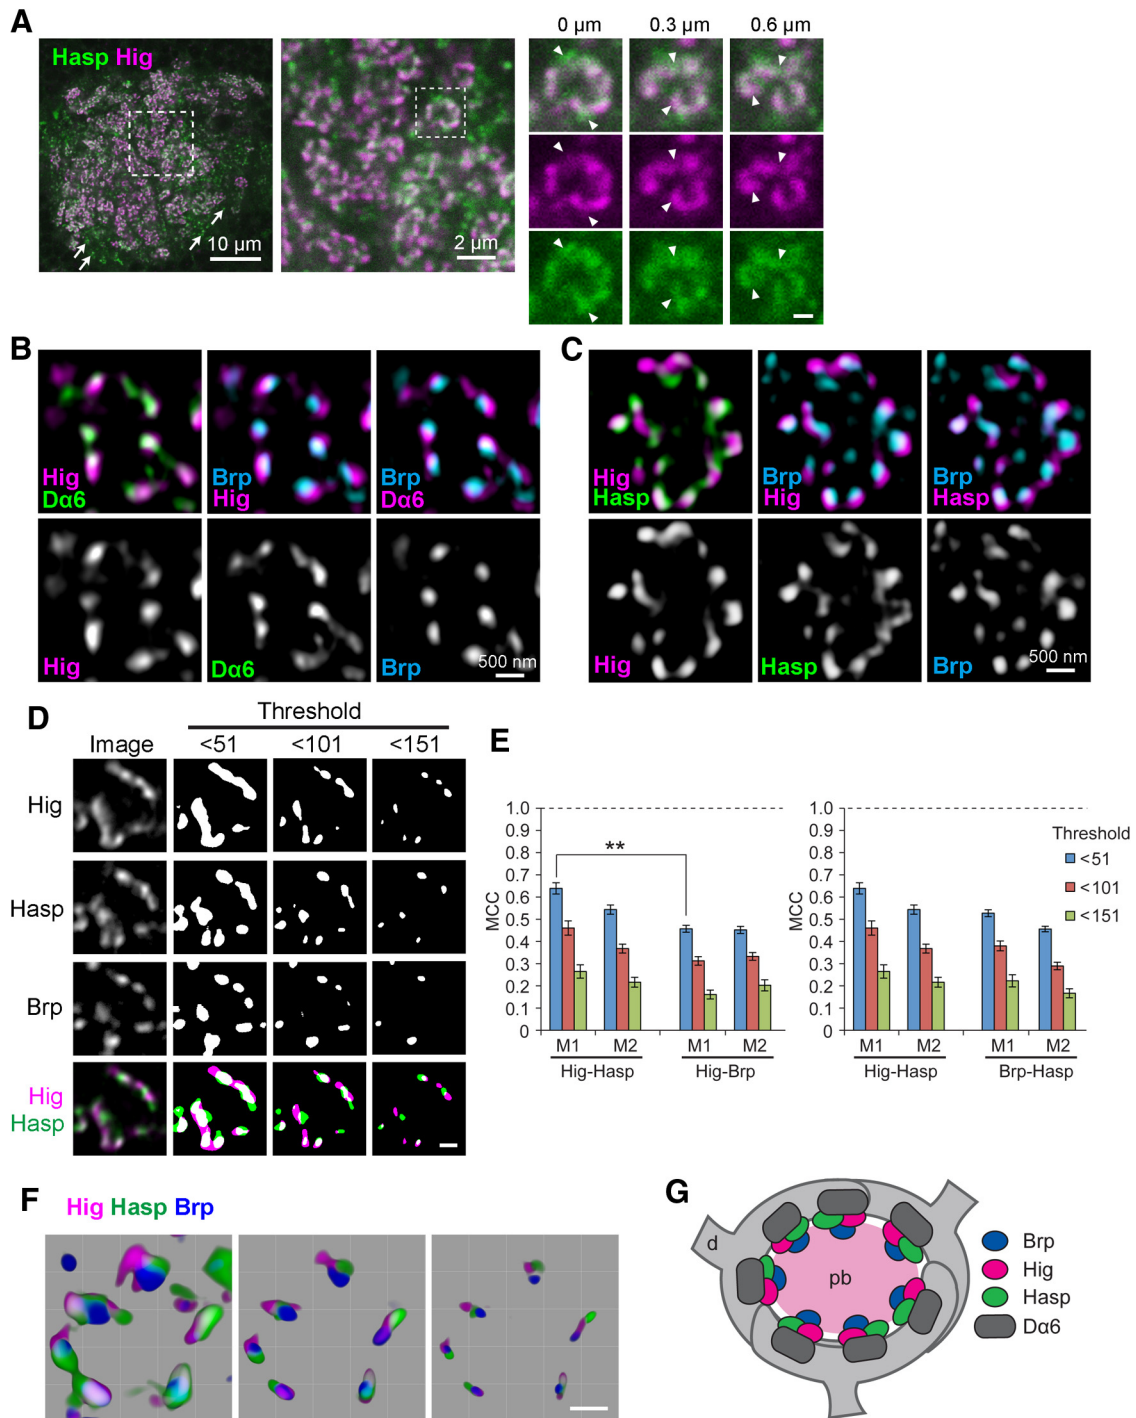 A
Hasp Hig
10 µm
2 µm
0 µm 0.3 µm 0.6 µm
B
Hig
Dα6
Brp
Hig
Brp
Dα6
Hig
Dα6
Brp
500 nm
C
Hig
Hasp
Brp
Hig
Brp
Hasp
Hig
Hasp
Brp
500 nm
D
Threshold
Image <51 <101 <151
Hig
Hasp
Brp
Hig
Hasp
E
1.0
0.9
0.8
0.7
0.6
0.5
0.4
0.3
0.2
0.1
0
MCC
**
M1 M2 M1 M2
Hig-Hasp Hig-Brp
1.0
0.9
0.8
0.7
0.6
0.5
0.4
0.3
0.2
0.1
0
MCC
M1 M2 M1 M2
Hig-Hasp Brp-Hasp
Threshold
<51
<101
<151
F
Hig Hasp Brp
G
d
pb
Brp
Hig
Hasp
Dα6